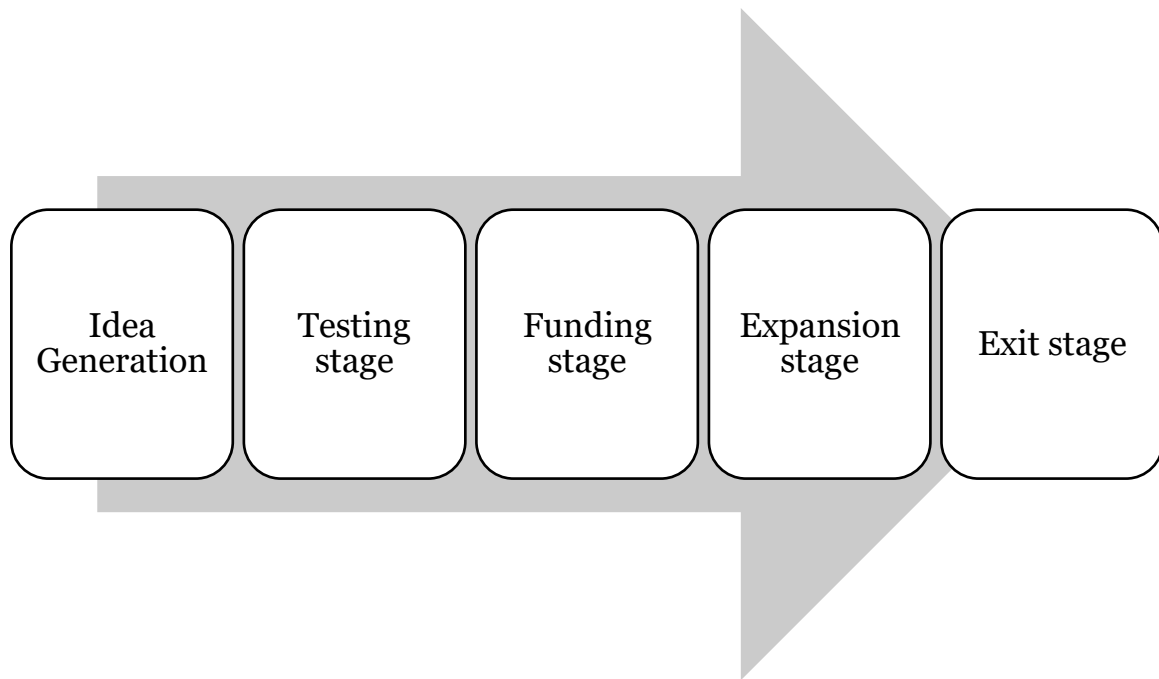 Idea
Generation
Testing
stage
Funding
stage
Expansion
stage
Exit stage